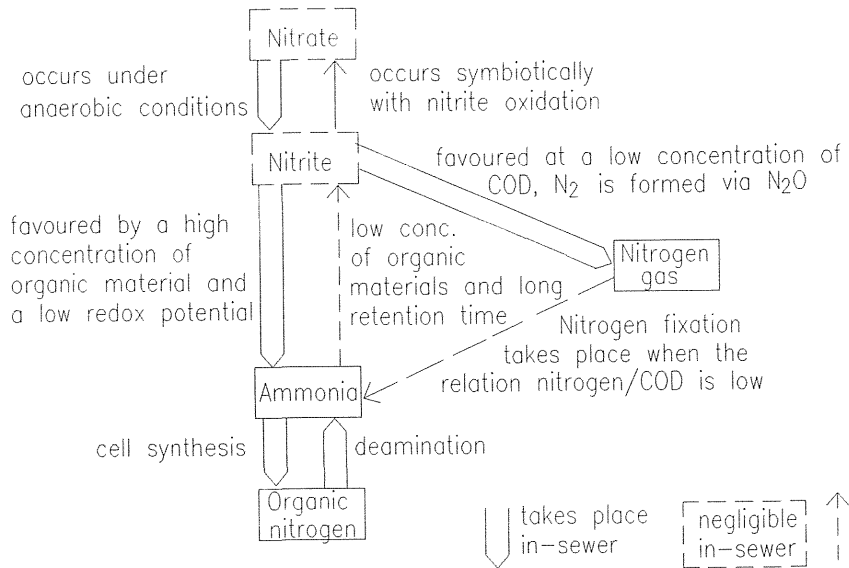 Nitrate
occurs under
anaerobic conditions
occurs symbiotically
with nitrite oxidation
Nitrite
favoured at a low concentration of
COD, N₂ is formed via N₂O
favoured by a high
concentration of
organic material and
a low redox potential
low conc.
of organic
materials and long
retention time
Nitrogen
gas
Nitrogen fixation
takes place when the
relation nitrogen/COD is low
Ammonia
cell synthesis
deamination
Organic
nitrogen
takes place
in-sewer
negligible
in-sewer